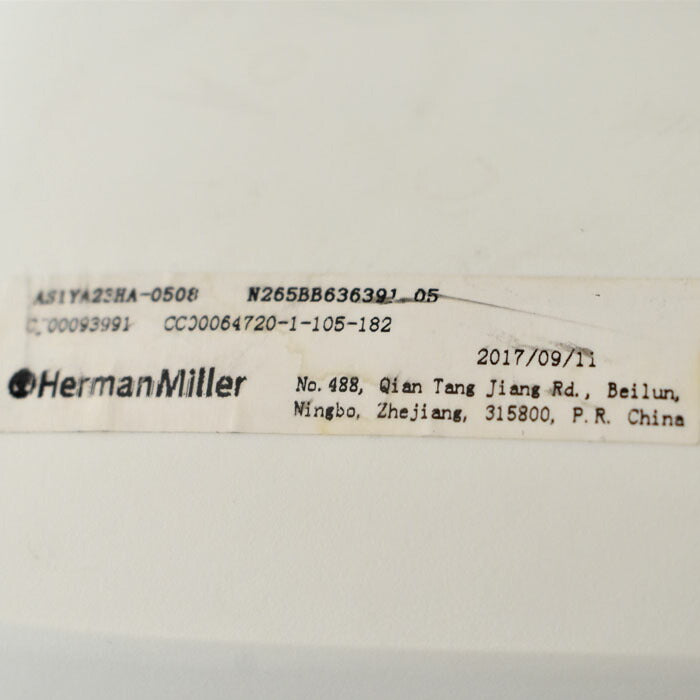 AS1YA23HA-0508 N265BB636391.05
CC00064720-1-105-182
2017/09/11
HermanMiller
No. 488, Qian Tang Jiang Rd., Beilun,
Ningbo, Zhejiang, 315800, P.R. China